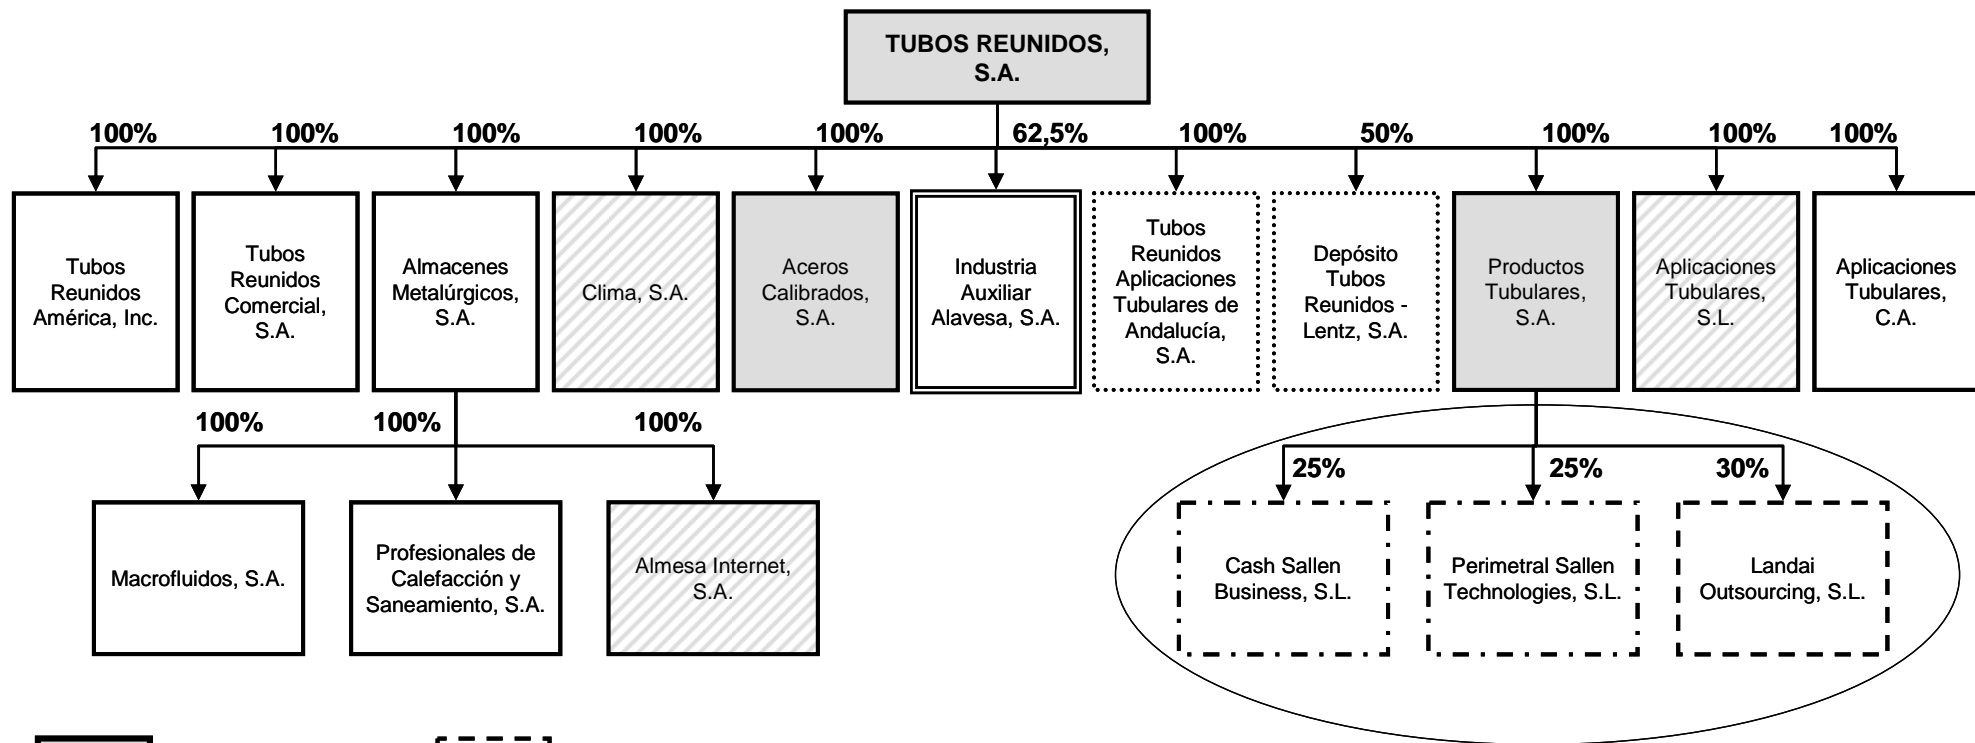 TUBOS REUNIDOS,
S.A.
100%
100%
100%
100%
100%
62,5%
100%
50%
100%
100%
100%
Tubos
Reunidos
América, Inc.
Tubos
Reunidos
Comercial,
S.A.
Almacenes
Metalúrgicos,
S.A.
Clima, S.A.
Aceros
Calibrados,
S.A.
Industria
Auxiliar
Alavesa, S.A.
Tubos
Reunidos
Aplicaciones
Tubulares de
Andalucía,
S.A.
Depósito
Tubos
Reunidos -
Lentz, S.A.
Productos
Tubulares,
S.A.
Aplicaciones
Tubulares,
S.L.
Aplicaciones
Tubulares,
C.A.
100%
100%
100%
25%
25%
30%
Macrofluidos, S.A.
Profesionales de
Calefacción y
Saneamiento, S.A.
Almesa Internet,
S.A.
Cash Sallen
Business, S.L.
Perimetral Sallen
Technologies, S.L.
Landai
Outsourcing, S.L.